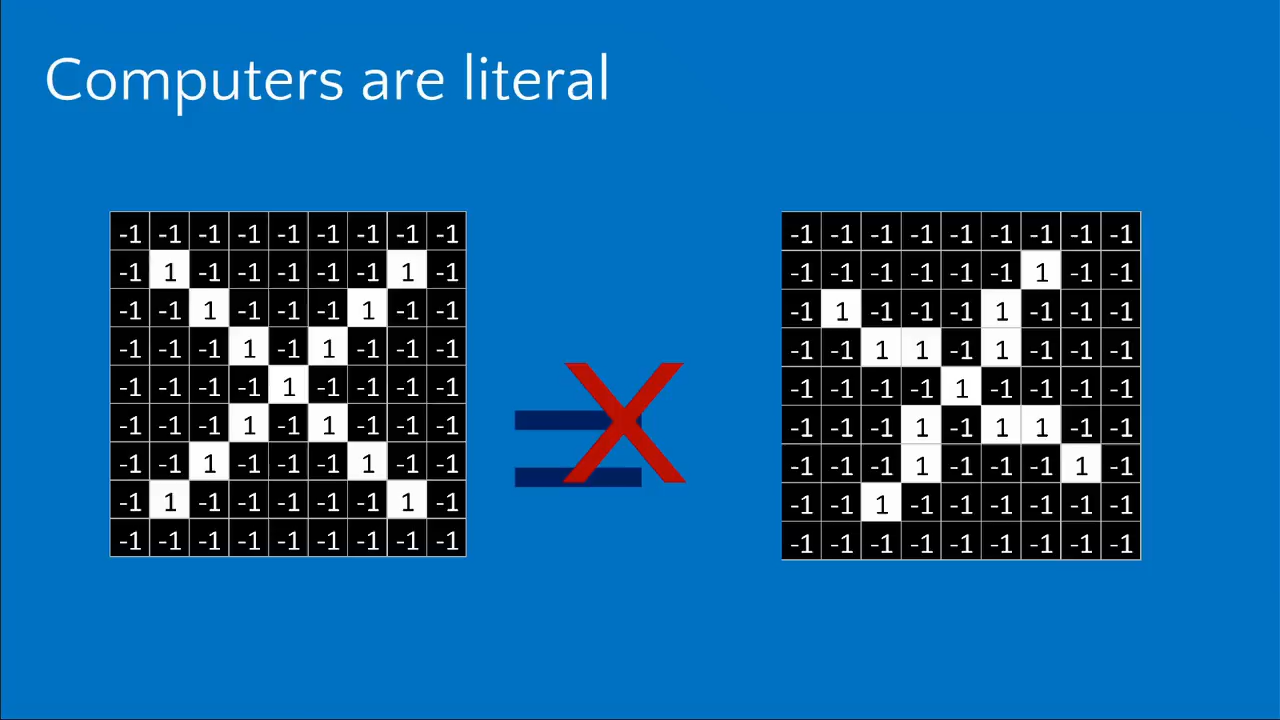 Computers are literal
-1 -1 -1 -1 -1 -1 -1 -1 -1
-1 1 -1 -1 -1 -1 -1 1 -1
-1 -1 1 -1 -1 -1 1 -1 -1
-1 -1 -1 1 -1 1 -1 -1 -1
-1 -1 -1 -1 1 -1 -1 -1 -1
-1 -1 -1 1 -1 1 -1 -1 -1
-1 -1 1 -1 -1 -1 1 -1 -1
-1 1 -1 -1 -1 -1 -1 1 -1
-1 -1 -1 -1 -1 -1 -1 -1 -1
=
X
-1 -1 -1 -1 -1 -1 -1 -1 -1
-1 -1 -1 -1 -1 -1 1 -1 -1
-1 1 -1 -1 -1 1 -1 -1 -1
-1 -1 1 1 -1 1 -1 -1 -1
-1 -1 -1 -1 1 -1 -1 -1 -1
-1 -1 -1 1 -1 1 1 -1 -1
-1 -1 -1 1 -1 -1 -1 1 -1
-1 -1 1 -1 -1 -1 -1 -1 -1
-1 -1 -1 -1 -1 -1 -1 -1 -1